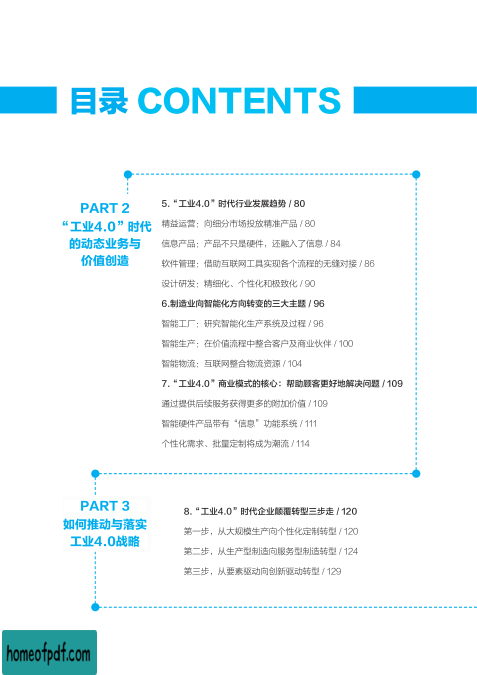 目录 CONTENTS
PART 2
“工业4.0”时代
的动态业务与
价值创造
5.“工业4.0”时代行业发展趋势 / 80
精益运营：向细分市场投放精准产品 / 80
信息产品：产品不只是硬件，还融入了信息 / 84
软件管理：借助互联网工具实现各个流程的无缝对接 / 86
设计研发：精细化、个性化和极致化 / 90
6.制造业向智能化方向转变的三大主题 / 96
智能工厂：研究智能化生产系统及过程 / 96
智能生产：在价值流程中整合客户及商业伙伴 / 100
智能物流：互联网整合物流资源 / 104
7.“工业4.0”商业模式的核心：帮助顾客更好地解决问题 / 109
通过提供后续服务获得更多的附加价值 / 109
智能硬件产品带有“信息”功能系统 / 111
个性化需求、批量定制将成为潮流 / 114
PART 3
如何推动与落实
工业4.0战略
8.“工业4.0”时代企业颠覆转型三步走 / 120
第一步，从大规模生产向个性化定制转型 / 120
第二步，从生产型制造向服务型制造转型 / 124
第三步，从要素驱动向创新驱动转型 / 129
homeofpdf.com